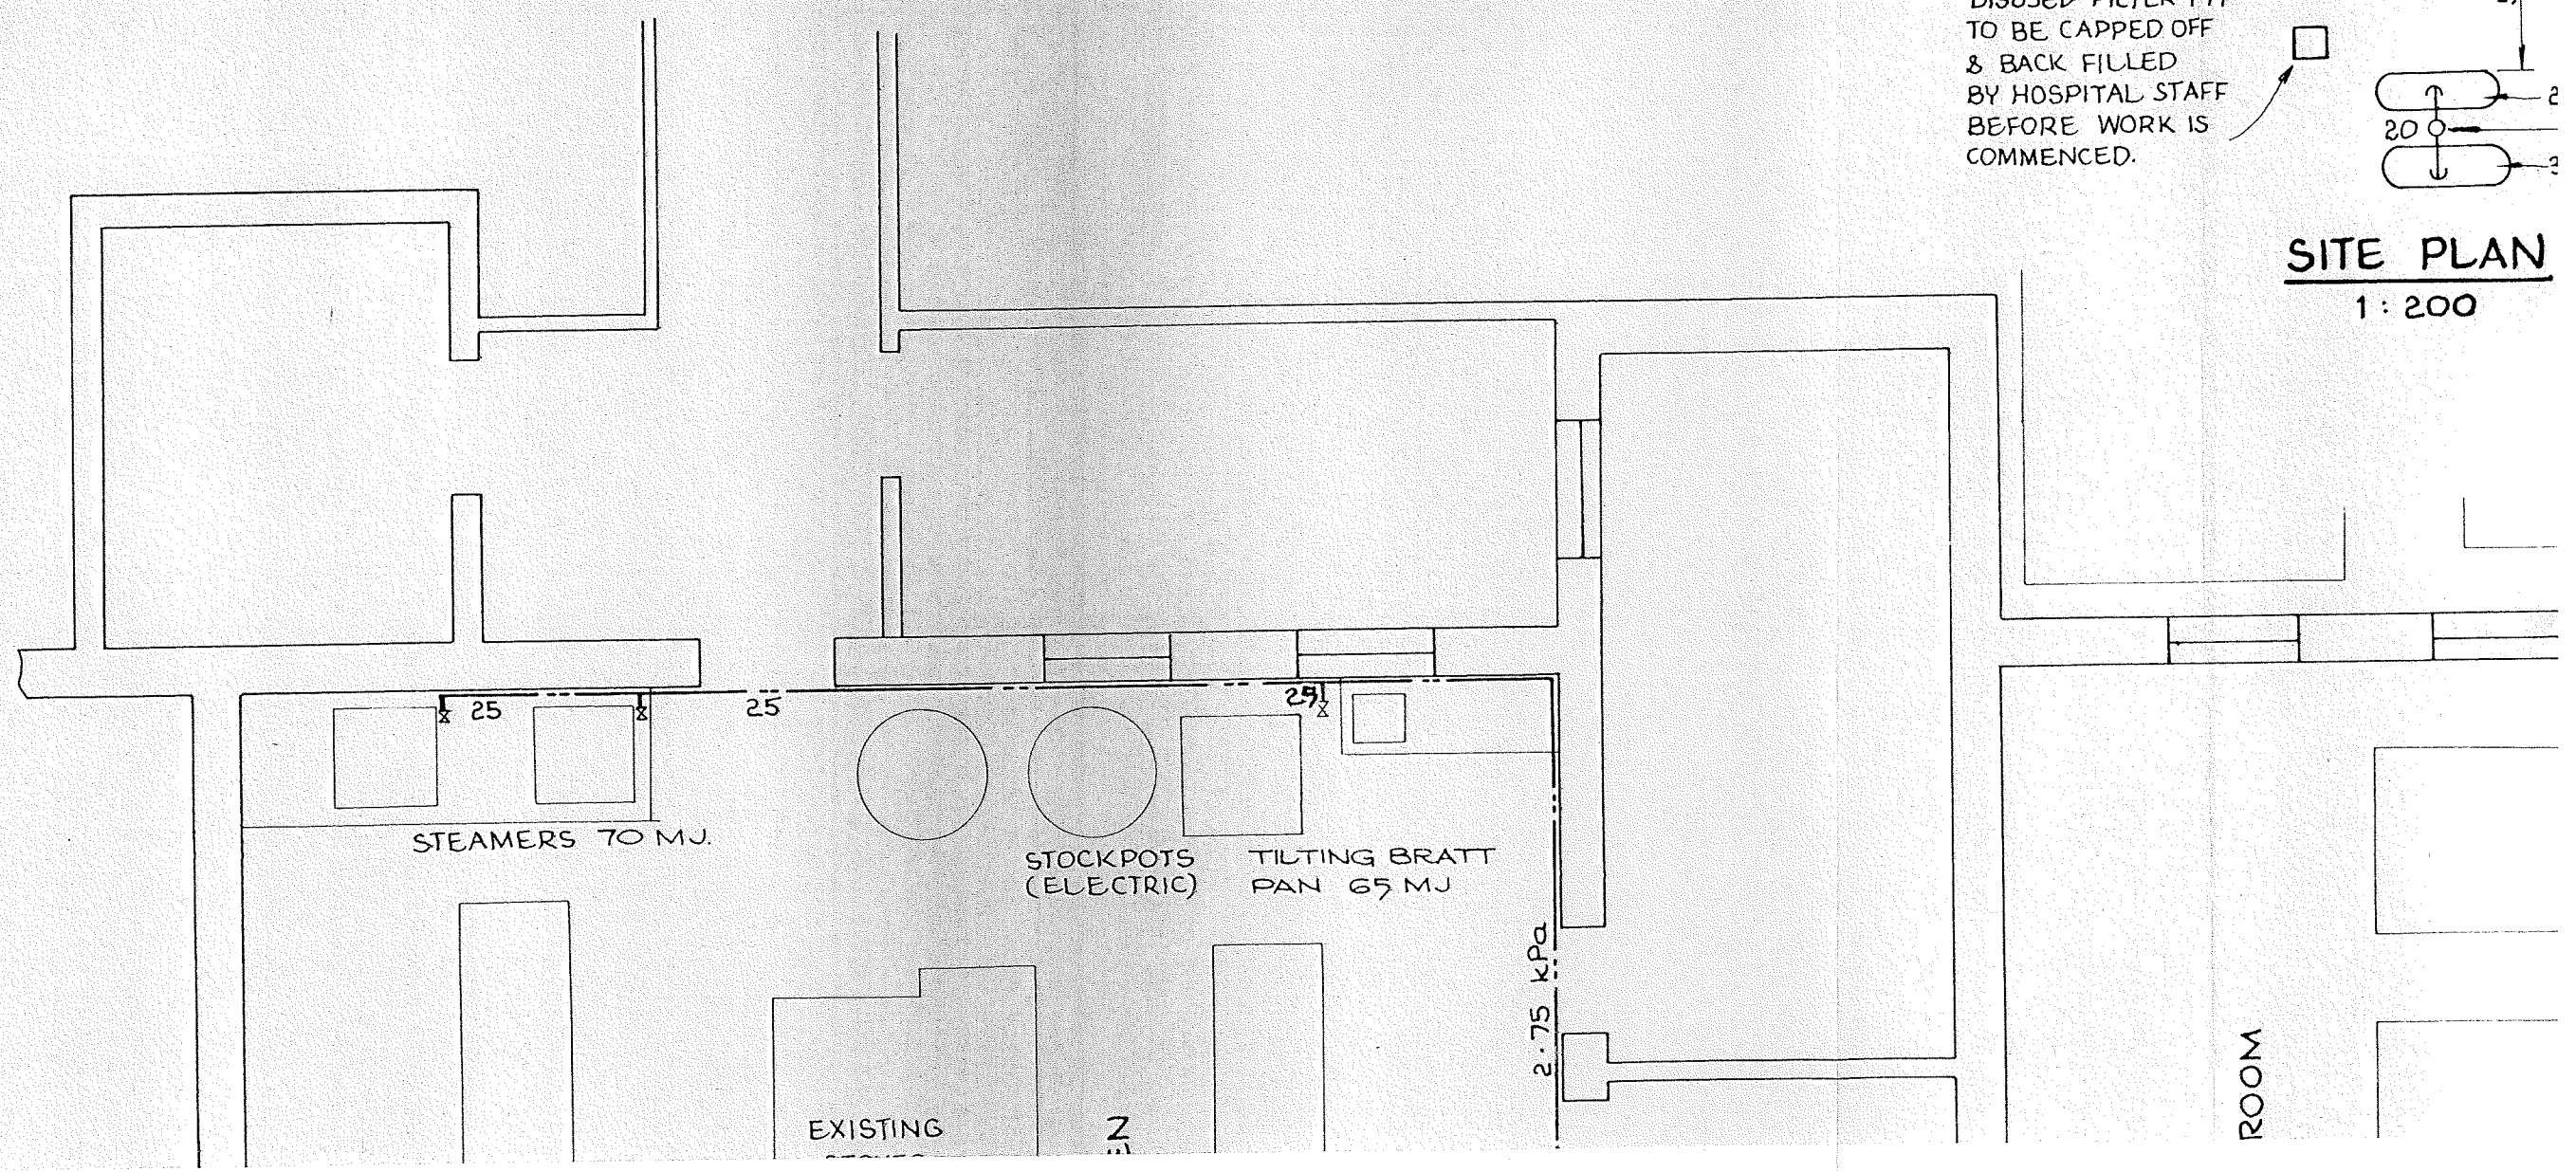 TO BE CAPPED OFF
& BACK FILLED
BY HOSPITAL STAFF
BEFORE WORK IS
COMMENCED.
20
SITE PLAN
1:200
25
25
25
STEAMERS 70 MJ.
STOCKPOTS
(ELECTRIC)
TILTING BRATT
PAN 65 MJ
2.75 kPa
EXISTING
ROOM